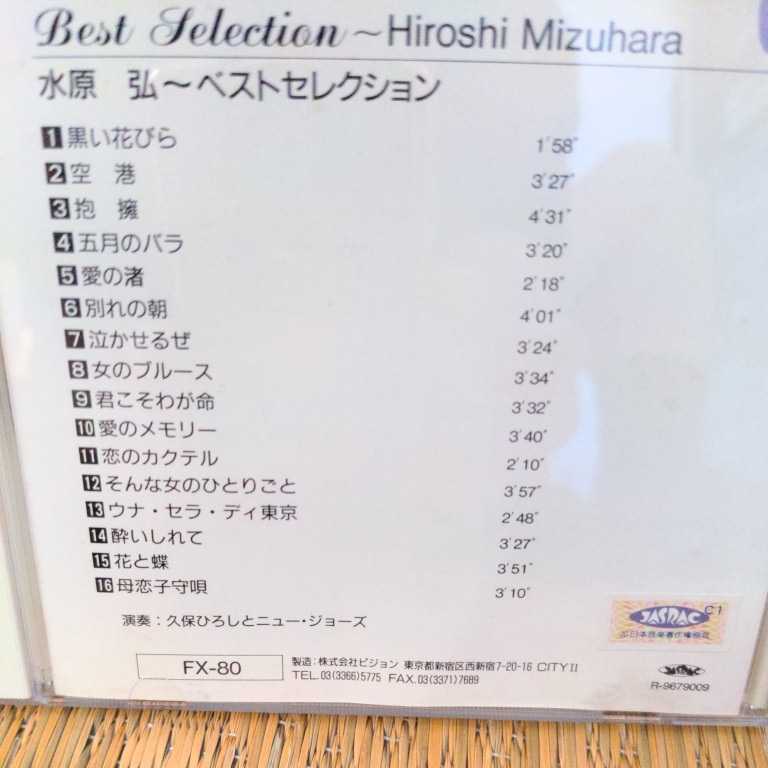 Best Selection～Hiroshi Mizuhara
水原 弘～ベストセレクション
1 黒い花びら 1'58"
2 空 港 3'27"
3 抱 擁 4'31"
4 五月のバラ 3'20"
5 愛の渚 2'18"
6 別れの朝 4'01"
7 泣かせるぜ 3'24"
8 女のブルース 3'34"
9 君こそわが命 3'32"
10 愛のメモリー 3'40"
11 恋のカクテル 2'10"
12 そんな女のひとりごと 3'57"
13 ウナ・セラ・ディ東京 2'48"
14 酔いしれて 3'27"
15 花と蝶 3'51"
16 母恋子守唄 3'10"
演奏：久保ひろしとニュー・ジョーズ
JASRAC C1
FX-80
製造：株式会社ビジョン 東京都新宿区西新宿7-20-16 CITYⅡ
TEL.03(3366)5775 FAX.03(3371)7689
JASRAC
R-9679009